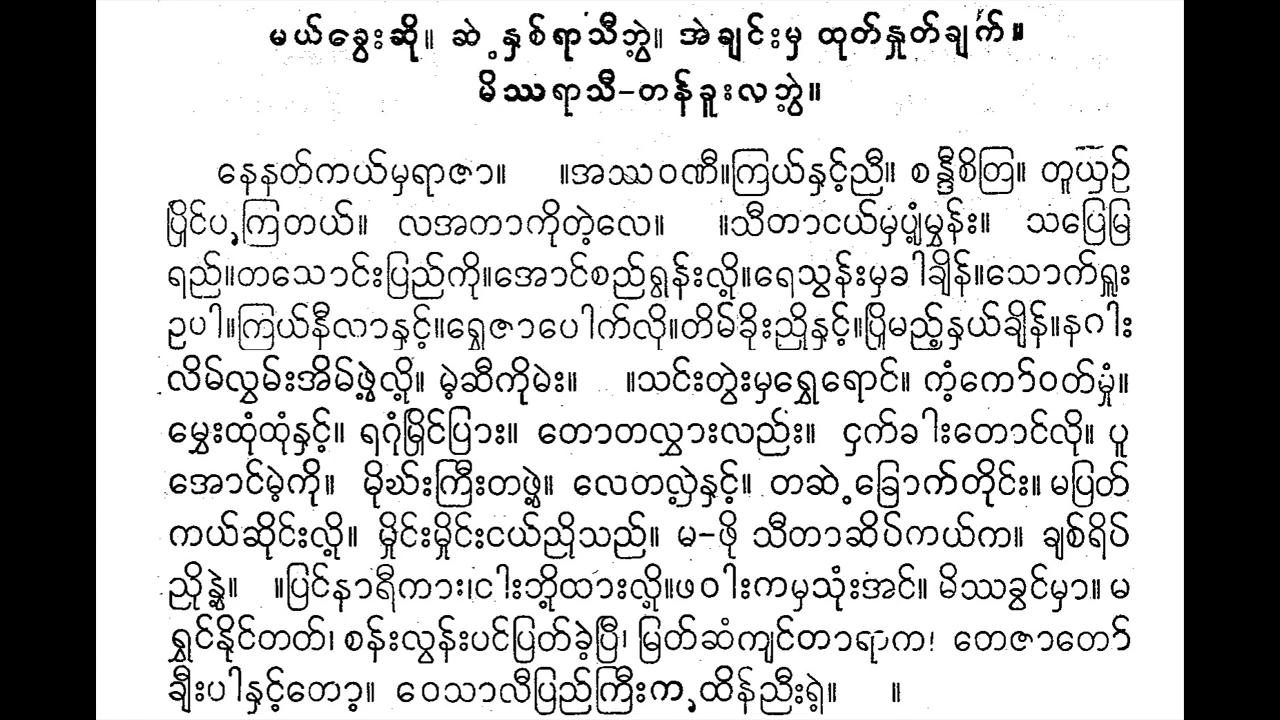 မယ်ခွေးဆို။ ဆဲ့နှစ်ရာသီဘွဲ့။ အဲချင်းမှ ထုတ်နှုတ်ချက်။
မိဿရာသီ-တန်ခူးလဘွဲ့။
နေနတ်ကယ်မှရာဇာ။ ။အဿဝဏီ။ကြယ်နှင့်ညီ။ စန္ဒီစိတြ။ တူယှဉ်
ပြိုင်ပ,ကြတယ်။ လအကာကိုတဲ့လေ။ ။သီတာငယ်မှပျံ့မွှန်း။ သပြေမြ
ရည်။တသောင်းပြည်ကို။အောင်စည်ရွှန်းလို့။ရေသွန်းမှခါချိန်။သောက်ရှူး
ဥပါ။ကြယ်နီလာနှင့်။ရွှေဇာပေါက်လို။တိမ်ခိုးညိုနှင့်။ပြိုမည့်နှယ်ချိန်။နဂါး
လိမ်လွှမ်းအိမ်ဖွဲ့လို့။ မဲ့ဆီကိုမဲး။ ။သင်းတွဲးမှရွှေရောင်။ ကံ့ကော်ဝတ်မှုံ။
မွှေးထုံထုံနှင့်။ ရဂုံမြိုင်ပြား။ တောတလွှားလည်း။ ငှက်ခါးတောင်လို။ ပူ
အောင်မဲ့ကို။ မိုဃ်းကြီးတဖွဲ့။ လေတလှဲ့နှင့်။ တဆဲ့ခြောက်တိုင်း။ မပြတ်
ကယ်ဆိုင်းလို့။ မှိုင်းမှိုင်းငယ်ညိုသည်။ မ-ဖို သီတာဆိပ်ကယ်က။ ချစ်ရိပ်
ညိုနွဲ့။ ။ပြင်နာရီကား၊ငါးဘို့ထားလို့။ဖဝါးကမှသုံးအင်။ မိဿခွင်မှာ။ မ
ရှွင်နိုင်တတ်၊ စန်းလွန်းပင်ပြတ်ခဲ့ပြီ၊ မြတ်ဆံကျင်တာရာက၊ တေဇာတော်
ချီးပါနှင့်တော့။ ဝေသာလီပြည်ကြီးက,ထိန်ညီးရဲ့။ ။